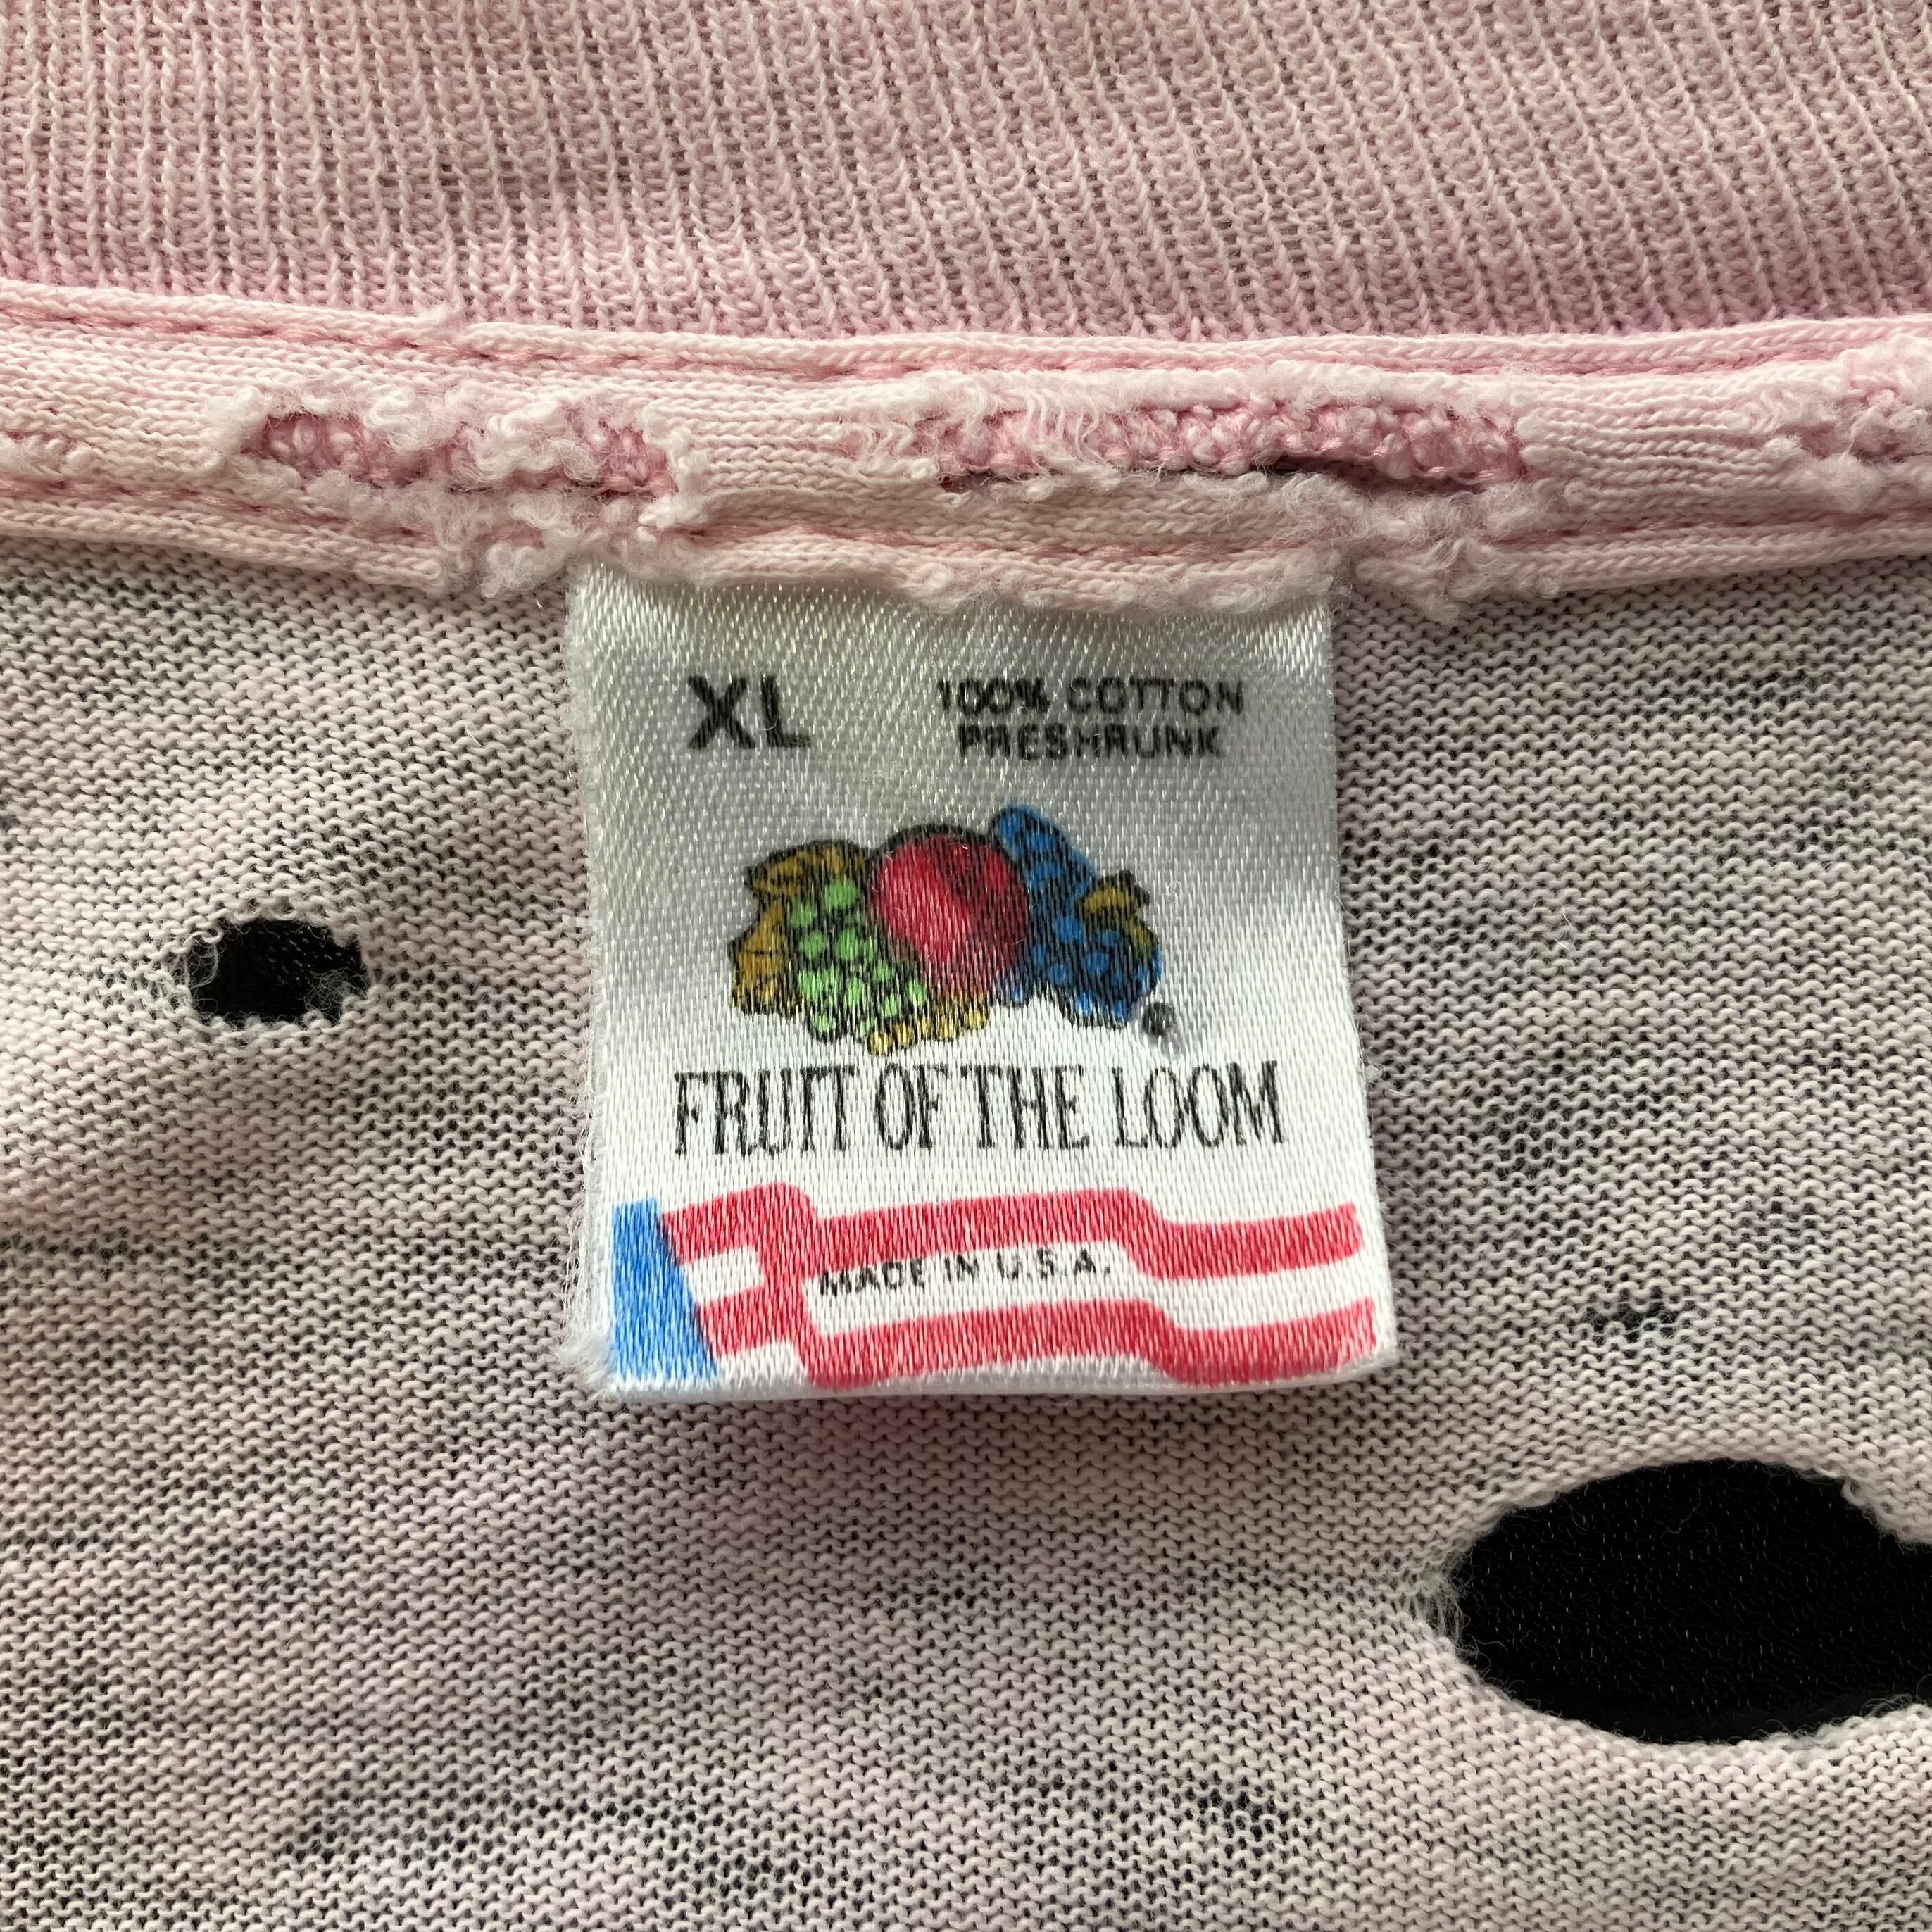 XL
100% COTTON
PRESHRUNK
FRUIT OF THE LOOM
MADE IN U.S.A.